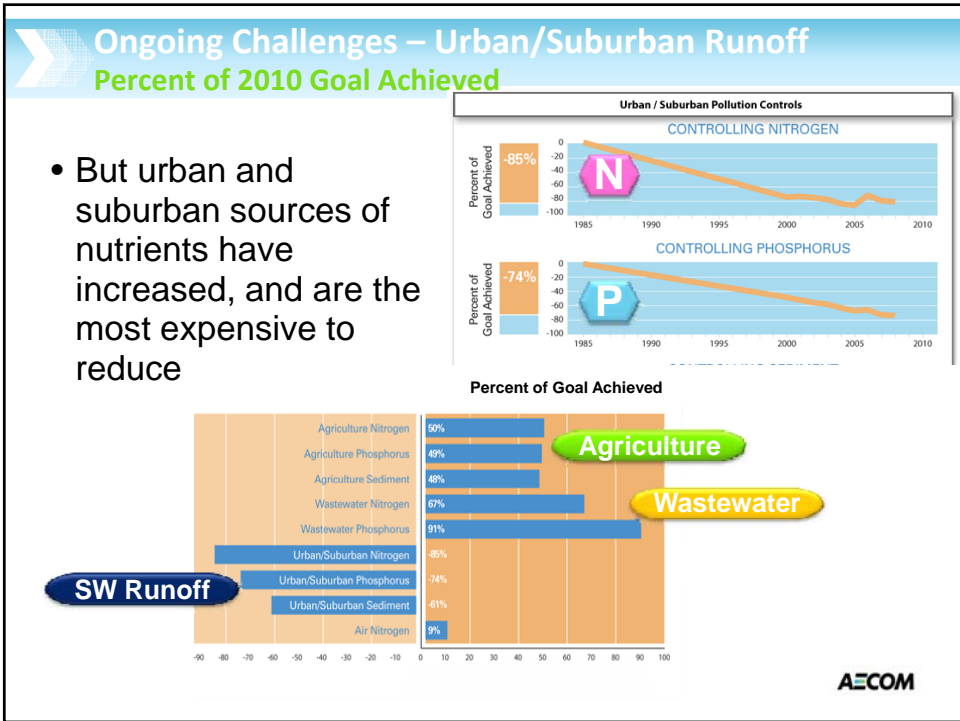 Ongoing Challenges – Urban/Suburban Runoff
Percent of 2010 Goal Achieved
• But urban and
suburban sources of
nutrients have
increased, and are the
most expensive to
reduce
Urban / Suburban Pollution Controls
CONTROLLING NITROGEN
Percent of
Goal Achieved
-85%
N
0
-20
-40
-60
-80
-100
1985 1990 1995 2000 2005 2010
CONTROLLING PHOSPHORUS
Percent of
Goal Achieved
-74%
P
0
-20
-40
-60
-80
-100
1985 1990 1995 2000 2005 2010
Percent of Goal Achieved
Agriculture Nitrogen 50%
Agriculture Phosphorus 49%
Agriculture Sediment 48%
Wastewater Nitrogen 67%
Wastewater Phosphorus 91%
Urban/Suburban Nitrogen -85%
Urban/Suburban Phosphorus -74%
Urban/Suburban Sediment -61%
Air Nitrogen 9%
Agriculture
Wastewater
SW Runoff
-90 -80 -70 -60 -50 -40 -30 -20 -10 0 10 20 30 40 50 60 70 80 90 100
AECOM